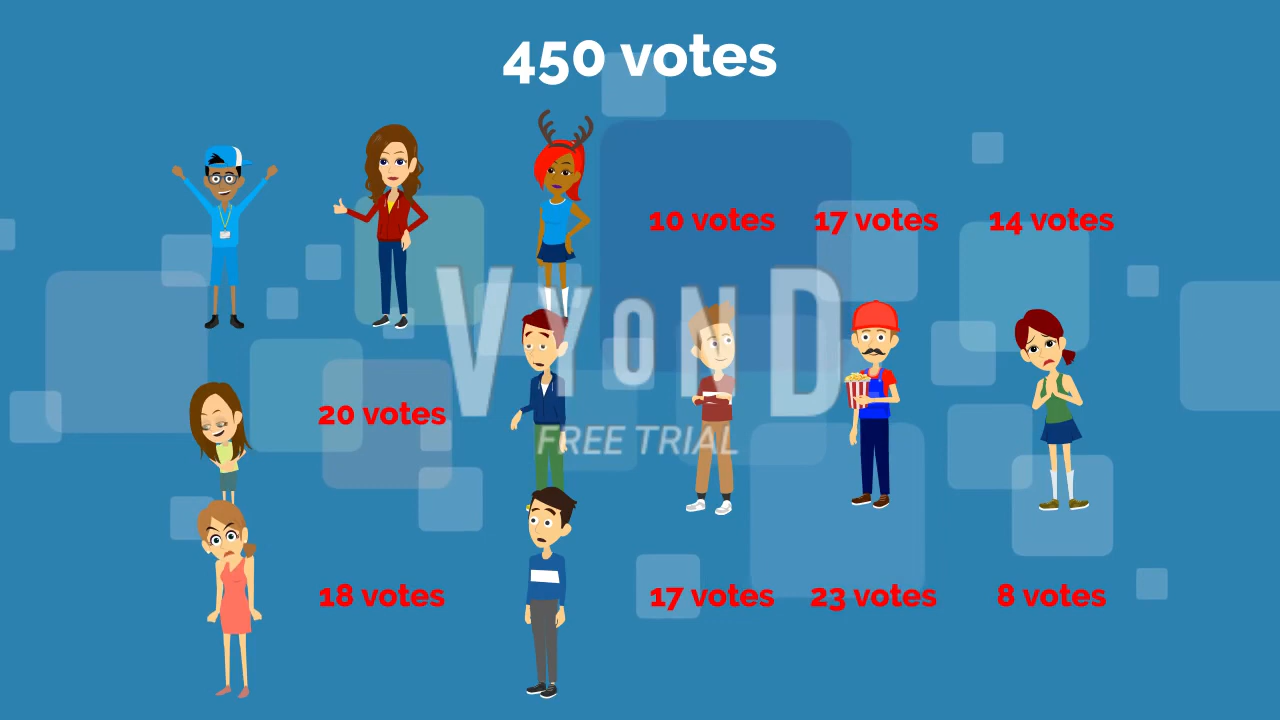 450 votes
10 votes
17 votes
14 votes
VYOND
FREE TRIAL
20 votes
18 votes
17 votes
23 votes
8 votes